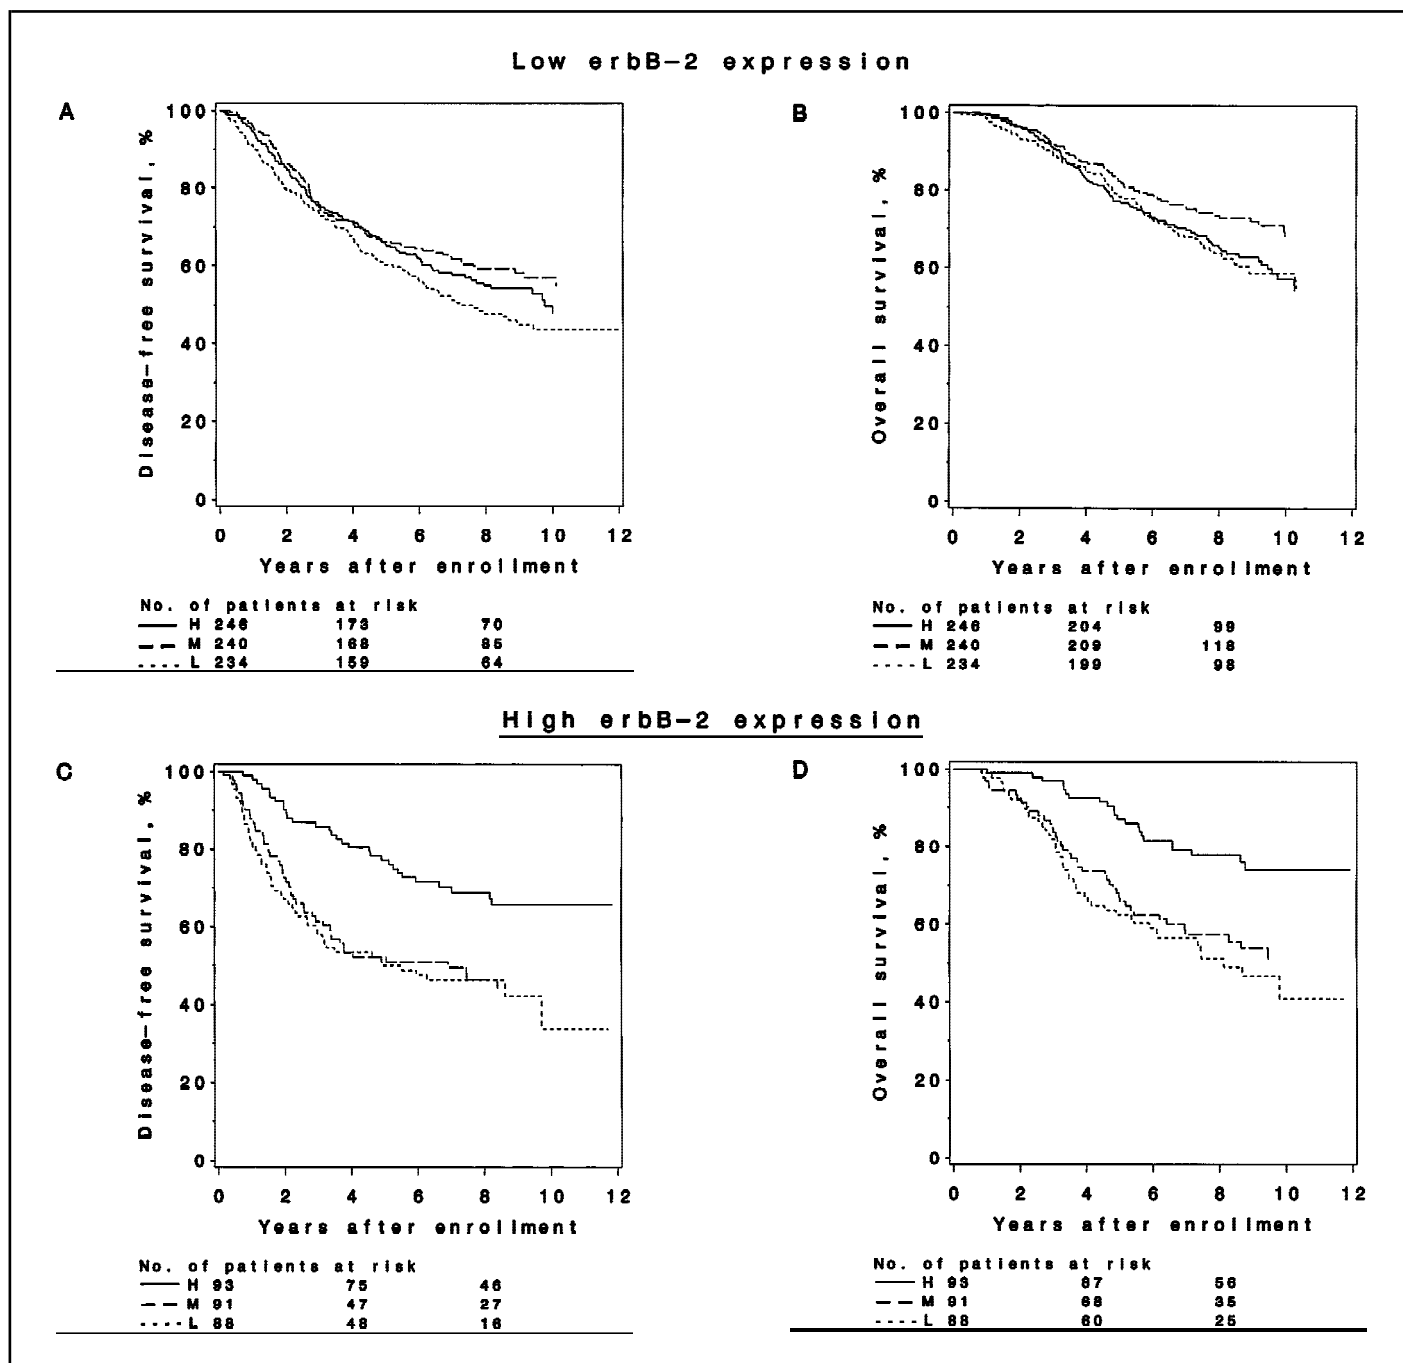 Low erbB-2 expression
A
Disease-free survival, %
100
80
60
40
20
0
0 2 4 6 8 10 12
Years after enrollment
No. of patients at risk
H 246 173 70
M 240 168 85
L 234 159 64
B
Overall survival, %
100
80
60
40
20
0
0 2 4 6 8 10 12
Years after enrollment
No. of patients at risk
H 246 204 99
M 240 209 118
L 234 199 98
High erbB-2 expression
C
Disease-free survival, %
100
80
60
40
20
0
0 2 4 6 8 10 12
Years after enrollment
No. of patients at risk
H 93 75 46
M 91 47 27
L 88 48 16
D
Overall survival, %
100
80
60
40
20
0
0 2 4 6 8 10 12
Years after enrollment
No. of patients at risk
H 93 87 56
M 91 68 35
L 88 60 25